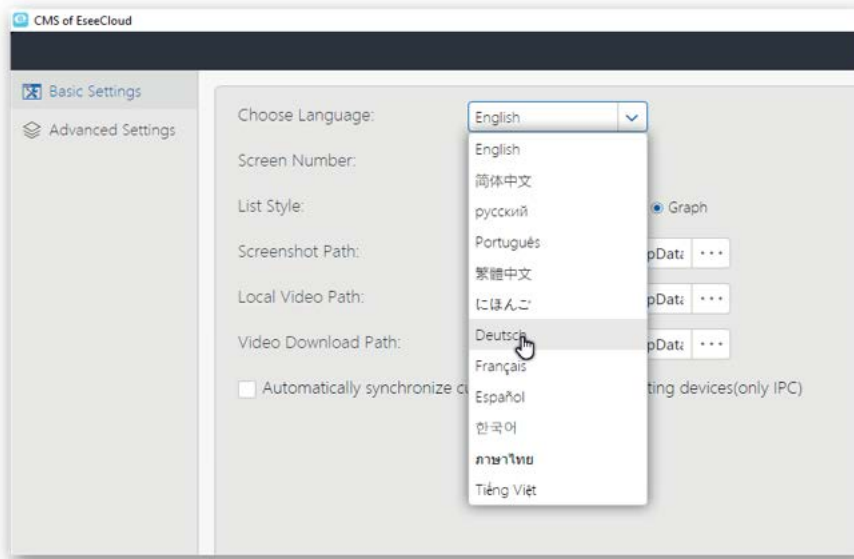 CMS of EseeCloud
Basic Settings
Advanced Settings
Choose Language:
English
English
简体中文
русский
Português
繁體中文
にほんご
Deutsch
Français
Español
한국어
ภาษาไทย
Tiếng Việt
Screen Number:
List Style:
Graph
Screenshot Path:
···
Local Video Path:
···
Video Download Path:
···
Automatically synchronize
ting devices(only IPC)